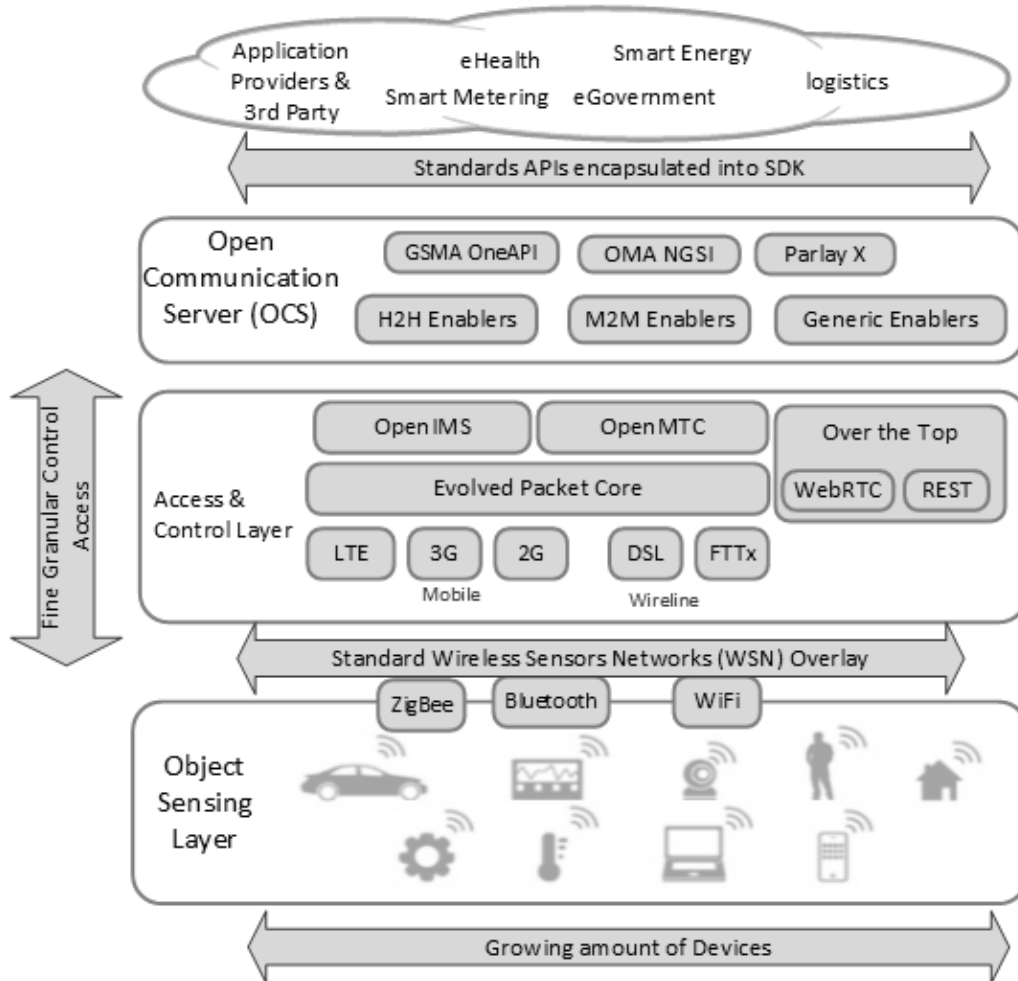 Application
Providers &
3rd Party
eHealth
Smart Energy
Smart Metering
eGovernment
logistics
Standards APIs encapsulated into SDK
Open
Communication
Server (OCS)
GSMA OneAPI
OMA NGSI
Parlay X
H2H Enablers
M2M Enablers
Generic Enablers
Fine Granular Control
Access
Access &
Control Layer
Open IMS
Open MTC
Over the Top
Evolved Packet Core
WebRTC
REST
LTE
3G
2G
DSL
FTTx
Mobile
Wireline
Standard Wireless Sensors Networks (WSN) Overlay
ZigBee
Bluetooth
WiFi
Object
Sensing
Layer
Growing amount of Devices